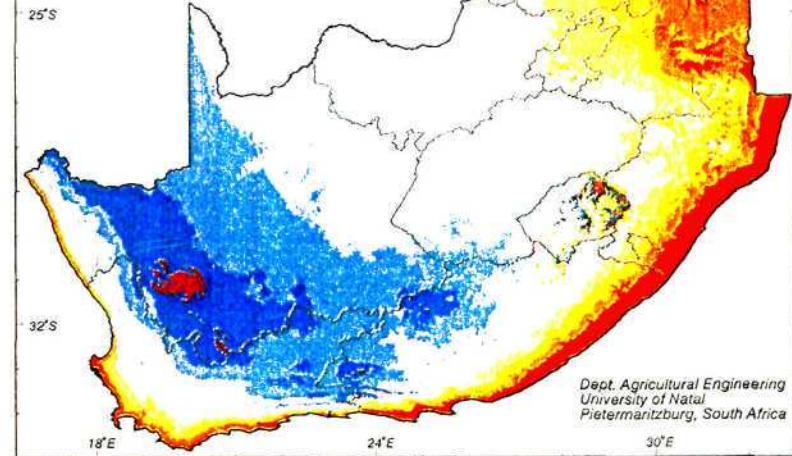 25°S
32°S
Dept. Agricultural Engineering
University of Natal
Pietermaritzburg, South Africa
18°E
24°E
30°E